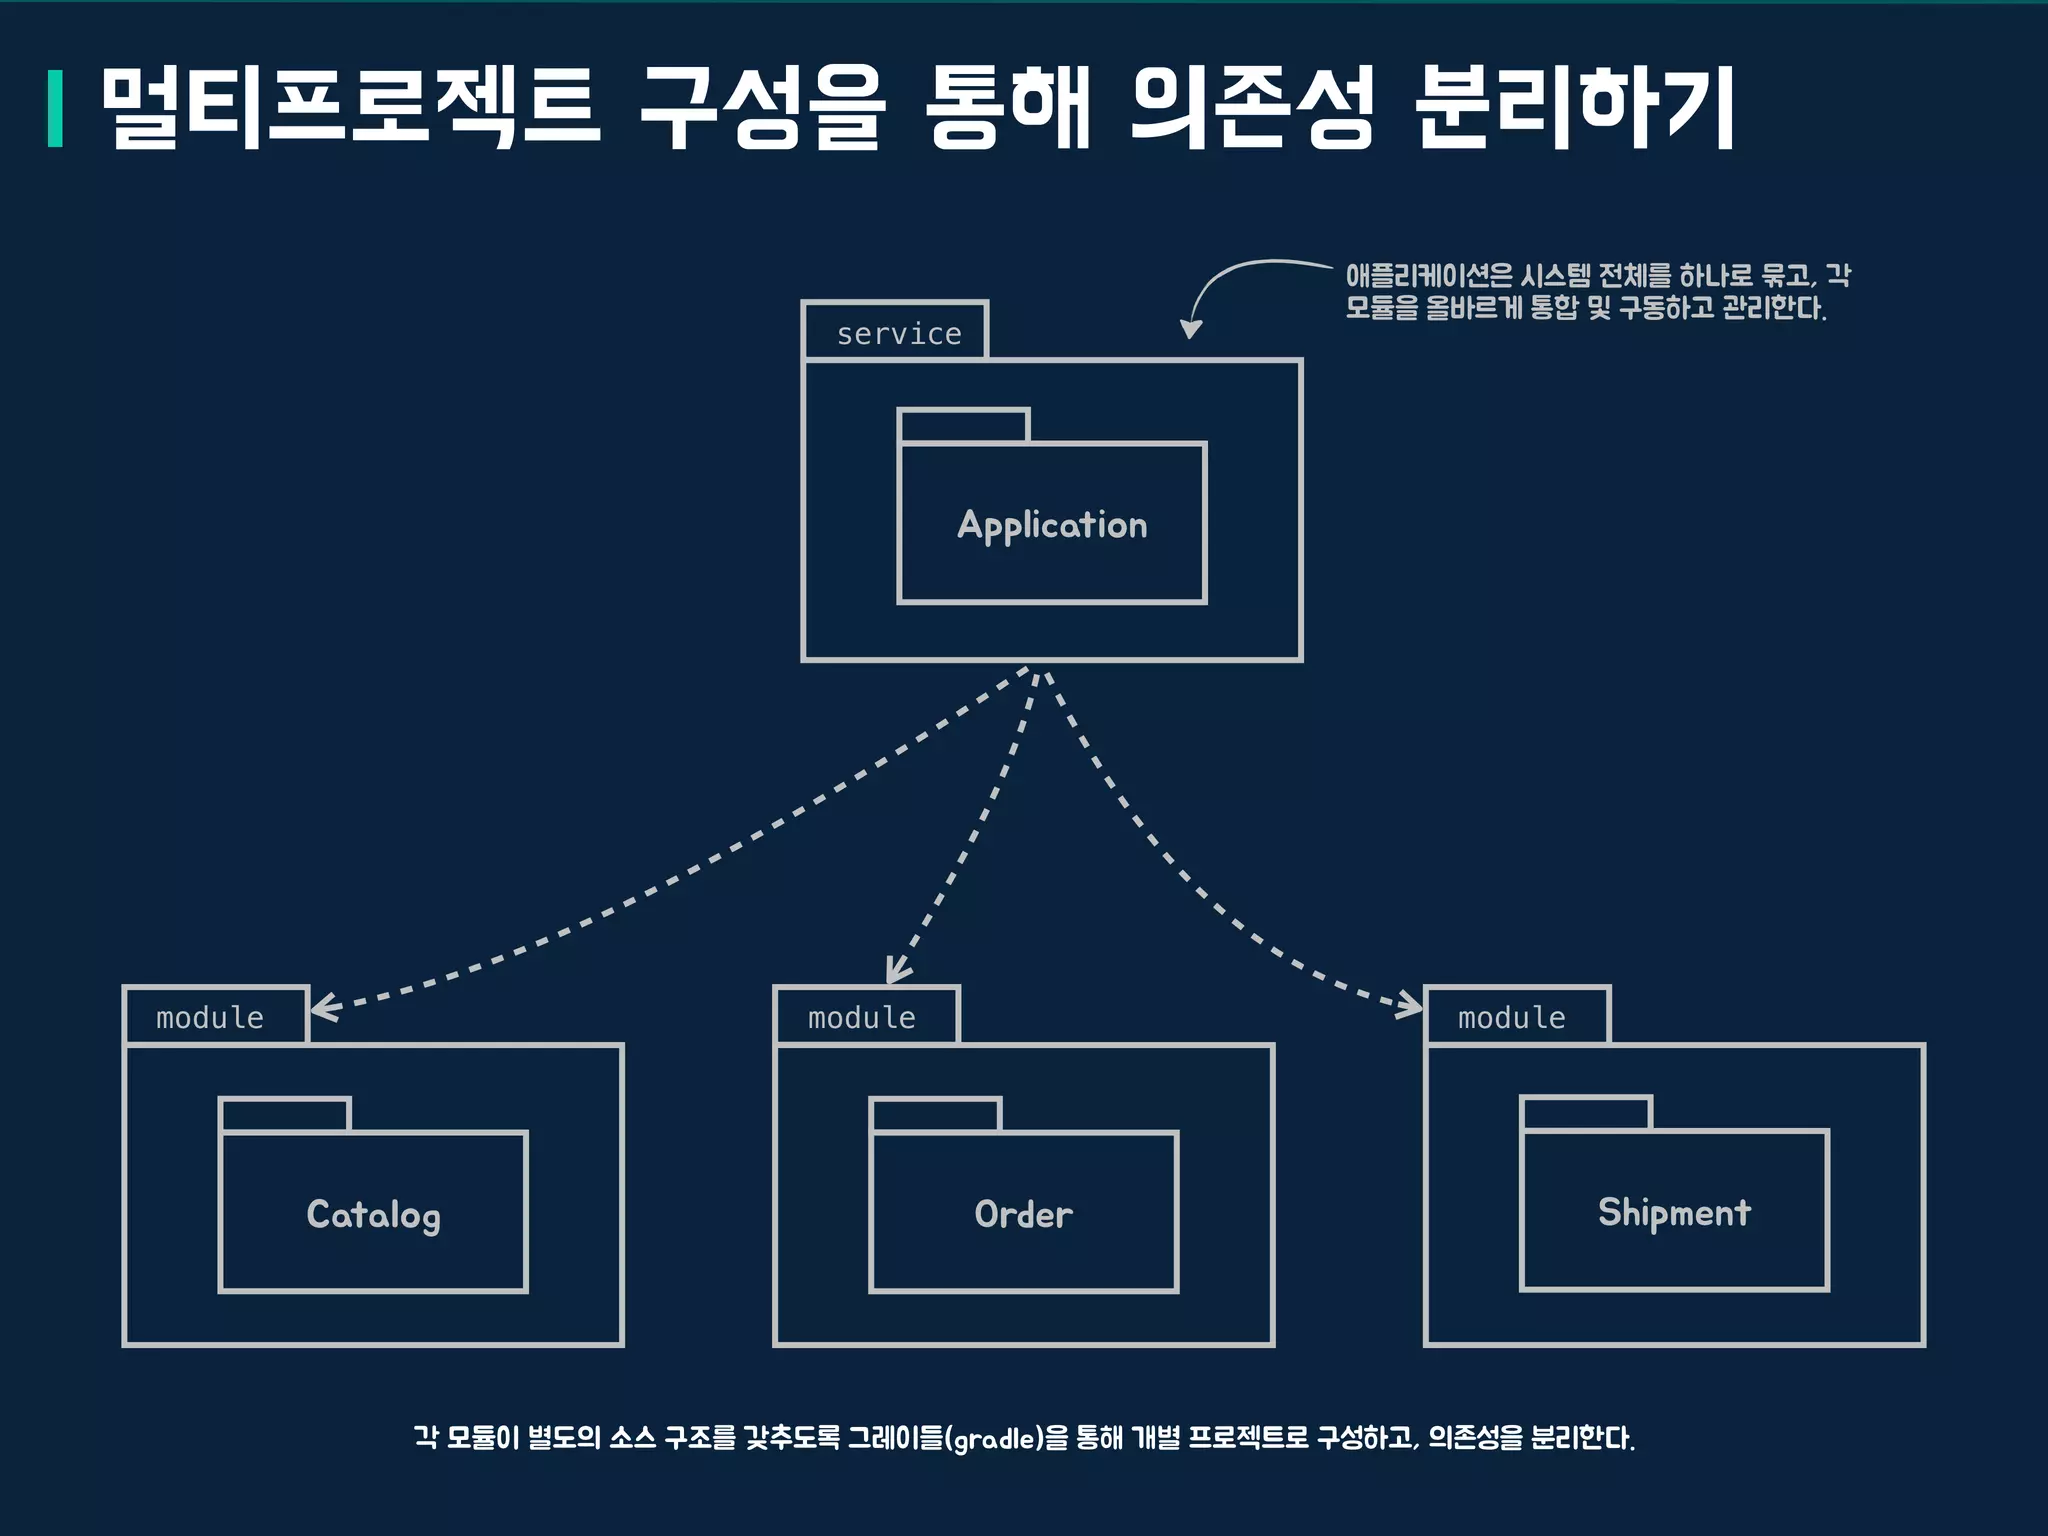 멀티프로젝트 구성을 통해 의존성 분리하기
애플리케이션은 시스템 전체를 하나로 묶고, 각
모듈을 올바르게 통합 및 구동하고 관리한다.
service
Application
module
module
module
Catalog
Order
Shipment
각 모듈이 별도의 소스 구조를 갖추도록 그레이들(gradle)을 통해 개별 프로젝트로 구성하고, 의존성을 분리한다.